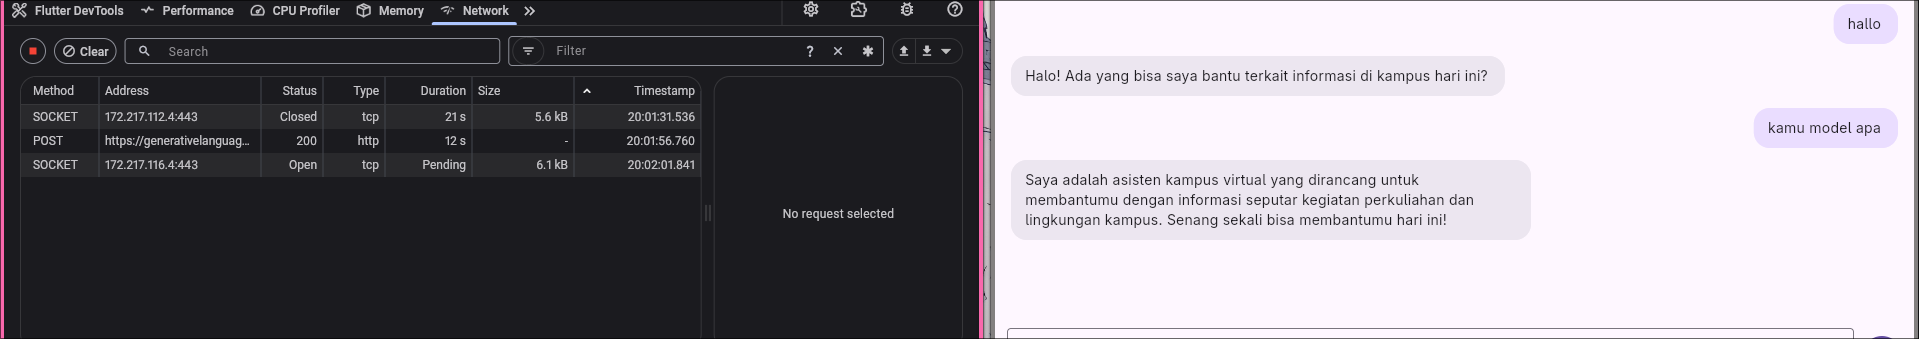 Flutter DevTools Performance CPU Profiler Memory Network
Clear Search Filter ?
Method Address Status Type Duration Size Timestamp
SOCKET 172.217.112.4:443 Closed tcp 21 s 5.6 kB 20:01:31.536
POST https://generativelanguag... 200 http 12 s - 20:01:56.760
SOCKET 172.217.116.4:443 Open tcp Pending 6.1 kB 20:02:01.841
No request selected
hallo
Halo! Ada yang bisa saya bantu terkait informasi di kampus hari ini?
kamu model apa
Saya adalah asisten kampus virtual yang dirancang untuk
membantumu dengan informasi seputar kegiatan perkuliahan dan
lingkungan kampus. Senang sekali bisa membantumu hari ini!